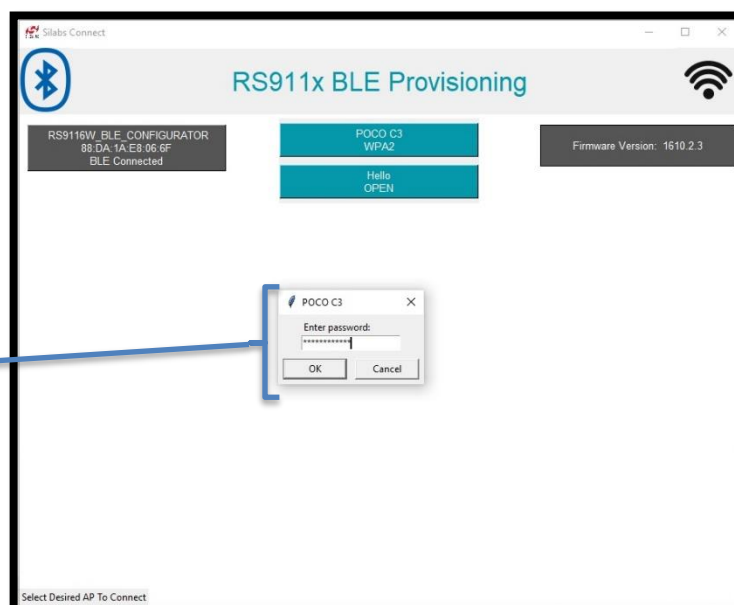 Silabs Connect
RS911x BLE Provisioning
RS9116W_BLE_CONFIGURATOR
88:DA:1A:E8:06:6F
BLE Connected
POCO C3
WPA2
Hello
OPEN
Firmware Version: 1610.2.3
POCO C3
Enter password:
************
OK
Cancel
Select Desired AP To Connect